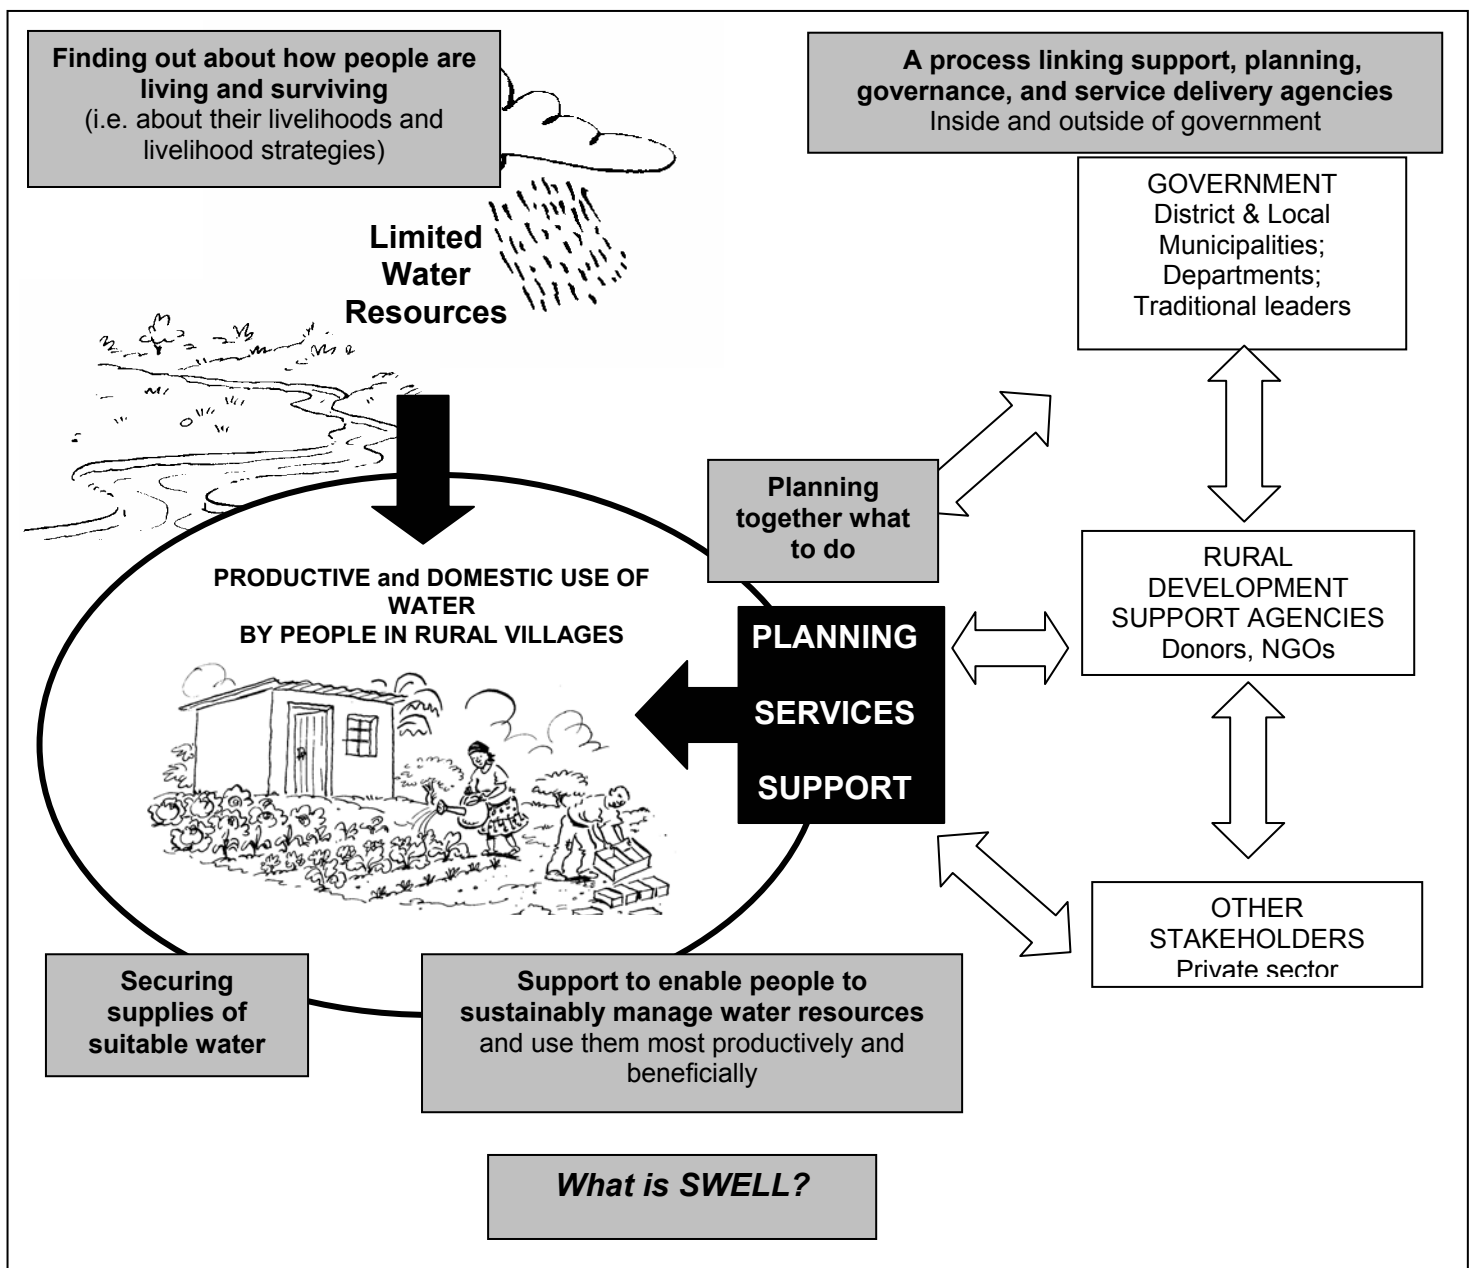 Finding out about how people are
living and surviving
(i.e. about their livelihoods and
livelihood strategies)
A process linking support, planning,
governance, and service delivery agencies
Inside and outside of government
GOVERNMENT
District & Local
Municipalities;
Departments;
Traditional leaders
Limited
Water
Resources
Planning
together what
to do
PRODUCTIVE and DOMESTIC USE OF
WATER
BY PEOPLE IN RURAL VILLAGES
PLANNING
SERVICES
SUPPORT
RURAL
DEVELOPMENT
SUPPORT AGENCIES
Donors, NGOs
OTHER
STAKEHOLDERS
Private sector
Securing
supplies of
suitable water
Support to enable people to
sustainably manage water resources
and use them most productively and
beneficially
What is SWELL?